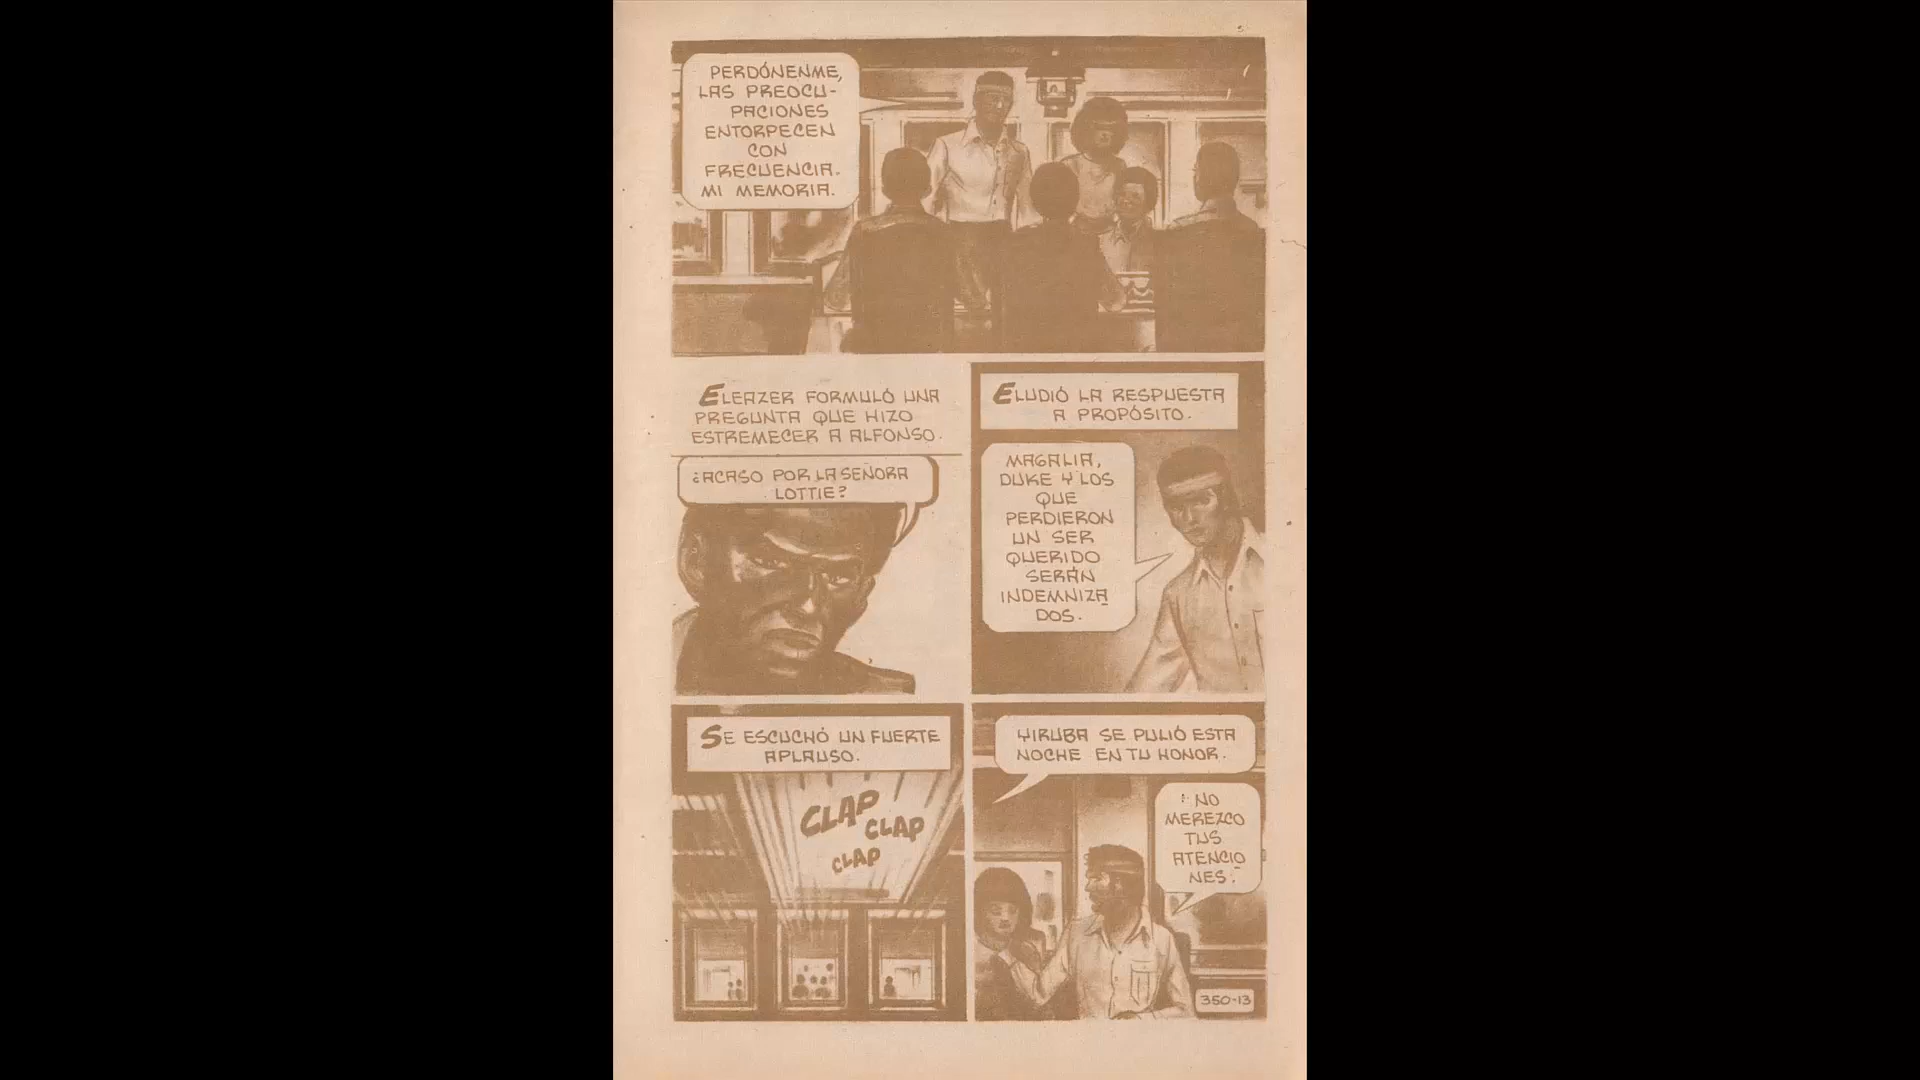 PERDÓNENME,
LAS PREOCU-
PACIONES
ENTORPECEN
CON
FRECUENCIA.
MI MEMORIA.
ELEAZER FORMULÓ UNA
PREGUNTA QUE HIZO
ESTREMECER A ALFONSO.
¿ACASO POR LA SEÑORA
LOTTIE?
ELUDIÓ LA RESPUESTA
A PROPÓSITO.
MAGALIA,
DUKE Y LOS
QUE
PERDIERON
UN SER
QUERIDO
SERÁN
INDEMNIZA
DOS.
SE ESCUCHÓ UN FUERTE
APLAUSO.
CLAP
CLAP
CLAP
YIRUBA SE PULIÓ ESTA
NOCHE EN TU HONOR.
¡NO
MEREZCO
TUS
ATENCIO
NES!
350-13